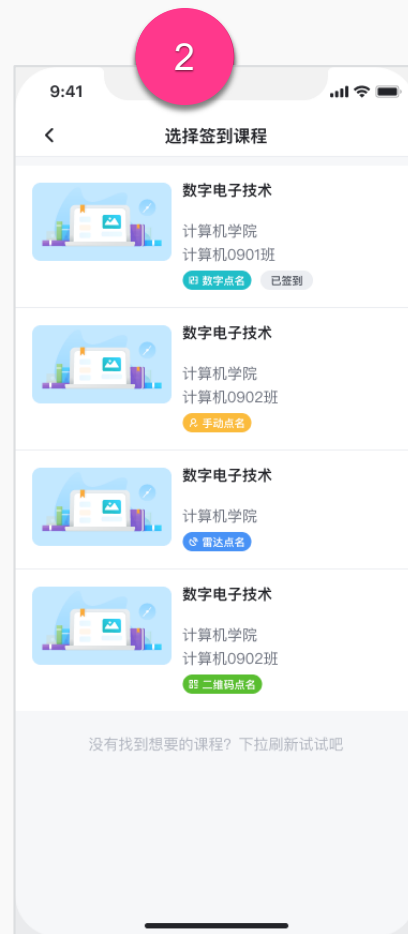 2
9:41
选择签到课程
数字电子技术
计算机学院
计算机0901班
数字点名 已签到
数字电子技术
计算机学院
计算机0902班
手动点名
数字电子技术
计算机学院
雷达点名
数字电子技术
计算机学院
计算机0902班
二维码点名
没有找到想要的课程？下拉刷新试试吧